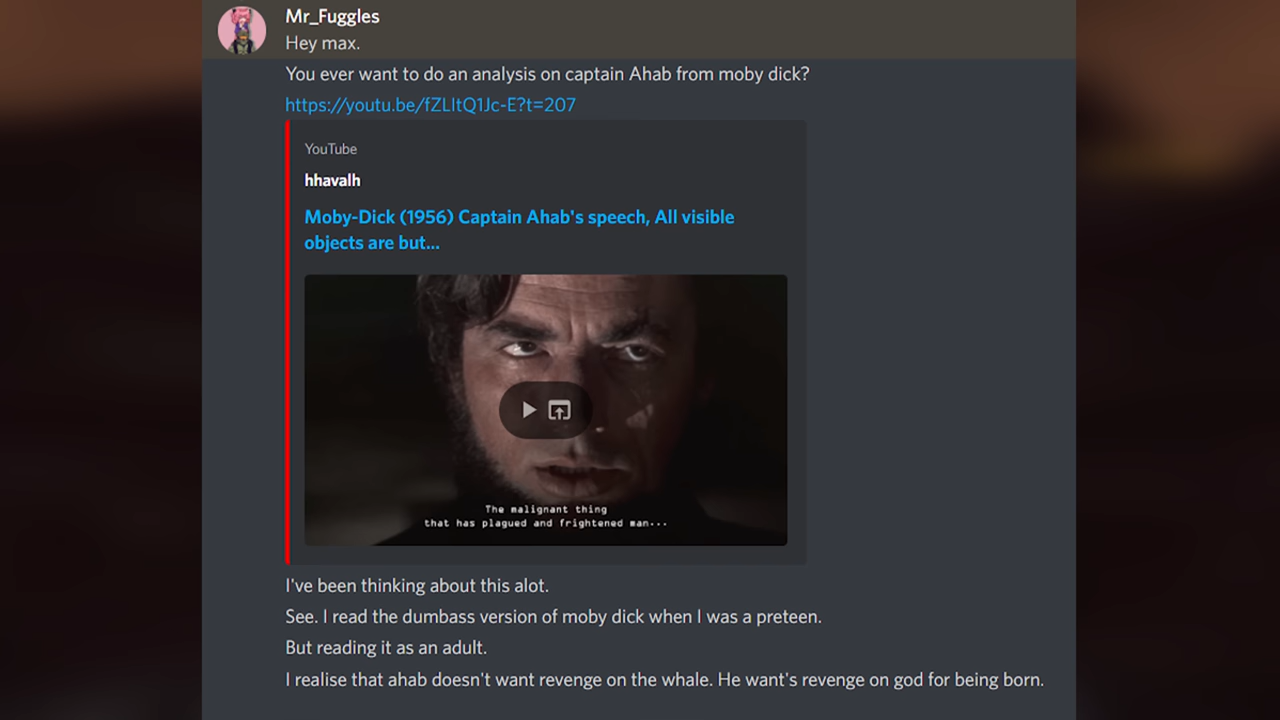 Mr_Fuggles
Hey max.
You ever want to do an analysis on captain Ahab from moby dick?
https://youtu.be/fZLItQ1Jc-E?t=207
YouTube
hhavalh
Moby-Dick (1956) Captain Ahab's speech, All visible
objects are but...
The malignant thing
that has plagued and frightened man...
I've been thinking about this alot.
See. I read the dumbass version of moby dick when I was a preteen.
But reading it as an adult.
I realise that ahab doesn't want revenge on the whale. He want's revenge on god for being born.